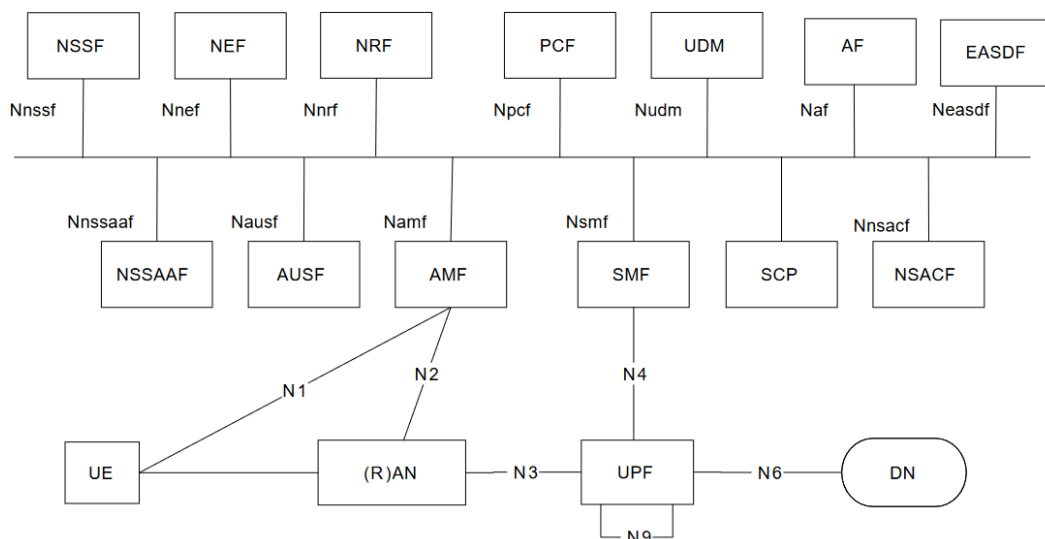 NSSF
NEF
NRF
PCF
UDM
AF
EASDF
Nnssf
Nnef
Nnrf
Npcf
Nudm
Naf
Neasdf
Nnssaaf
Nausf
Namf
Nsmf
Nnsacf
NSSAAF
AUSF
AMF
SMF
SCP
NSACF
N1
N2
N4
UE
(R)AN
N3
UPF
N6
DN
N9